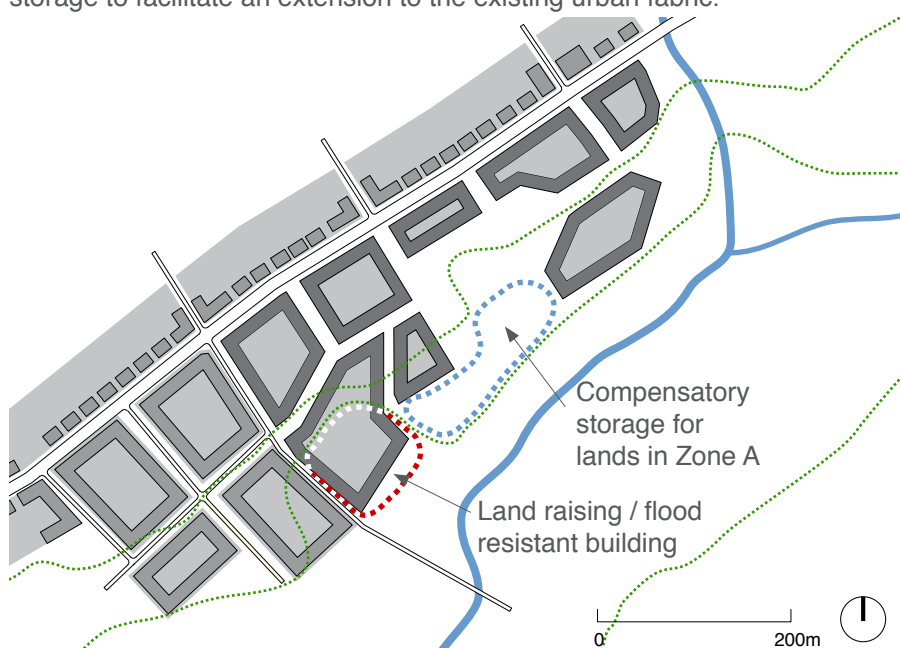 storage to facilitate an extension to the existing urban fabric.
Compensatory
storage for
lands in Zone A
Land raising / flood
resistant building
0
200m